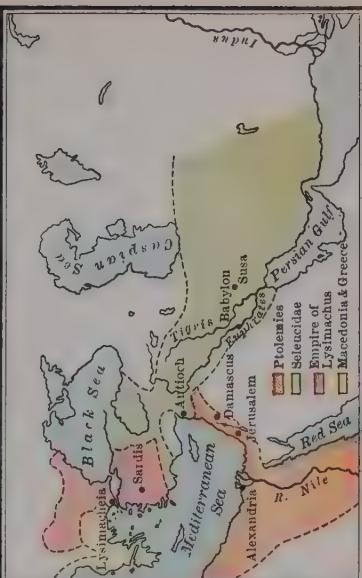 Indus
Caspian
Sea
Black Sea
Lysimacheia
Sardis
Antioch
Tigris
Euphrates
Babylon
Susa
Persian Gulf
Mediterranean
Sea
Damascus
Jerusalem
Alexandria
R. Nile
Red Sea
Ptolemies
Seleucidae
Empire of
Lysimachus
Macedonia & Greece